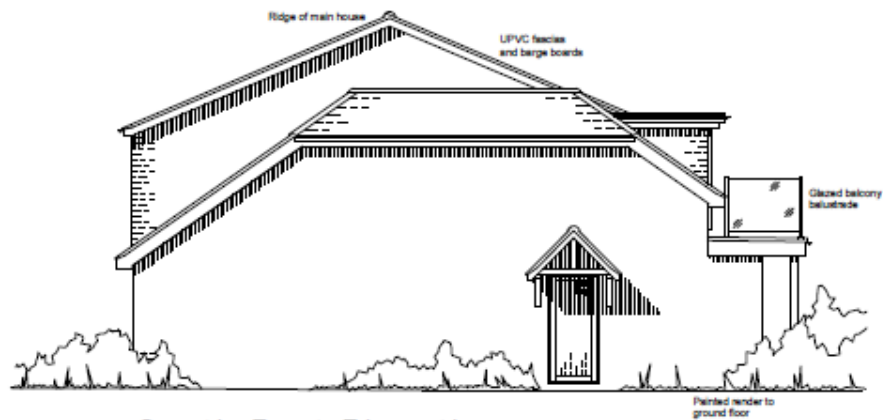 Ridge of main house
UPVC fascias
and barge boards
Glazed balcony
balustrade
Painted render to
ground floor